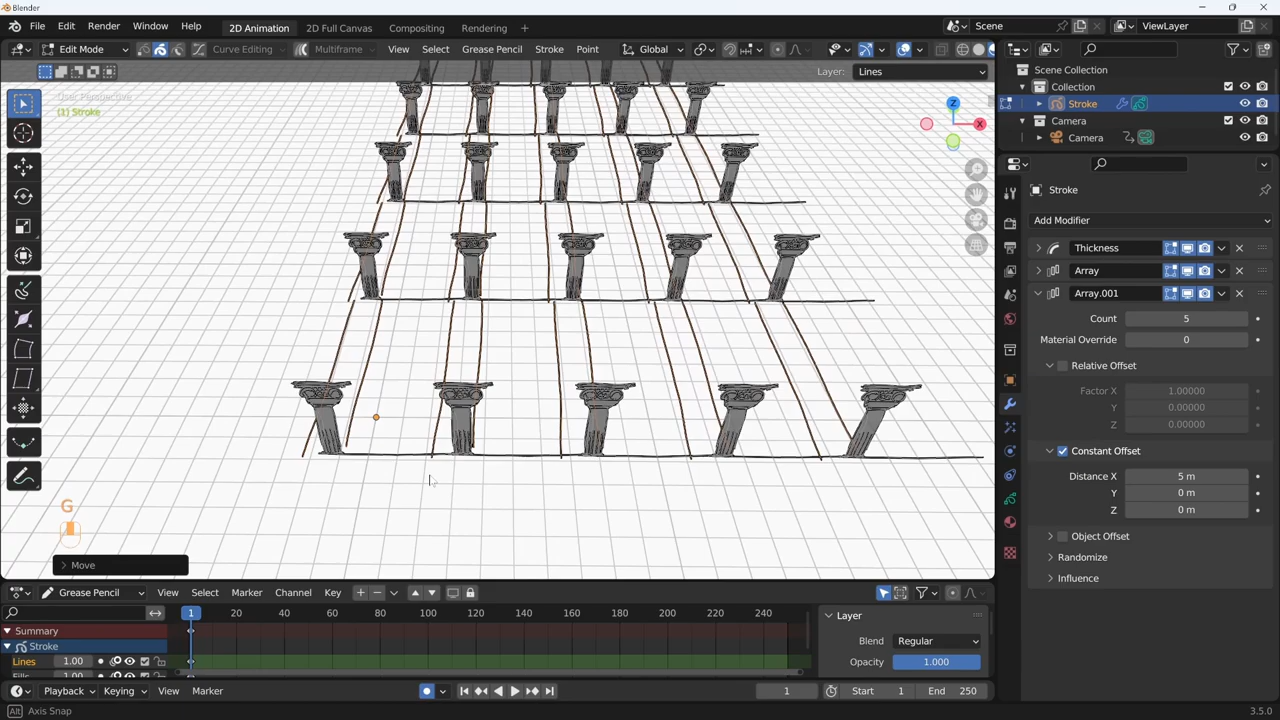 Blender
File Edit Render Window Help
2D Animation 2D Full Canvas Compositing Rendering +
Scene
ViewLayer
Edit Mode
Curve Editing
Multiframe
View Select Grease Pencil Stroke Point
Global
Layer: Lines
User Perspective
(1) Stroke
Z
X
G
Move
Scene Collection
Collection
Stroke
Camera
Camera
Stroke
Add Modifier
Thickness
Array
Array.001
Count 5
Material Override 0
Relative Offset
Factor X 1.00000
Y 0.00000
Z 0.00000
Constant Offset
Distance X 5 m
Y 0 m
Z 0 m
Object Offset
Randomize
Influence
Grease Pencil
View Select Marker Channel Key
1 20 40 60 80 100 120 140 160 180 200 220 240
Summary
Stroke
Lines 1.00
Layer
Blend Regular
Opacity 1.000
Playback Keying View Marker
1
Start 1
End 250
Alt Axis Snap
3.5.0